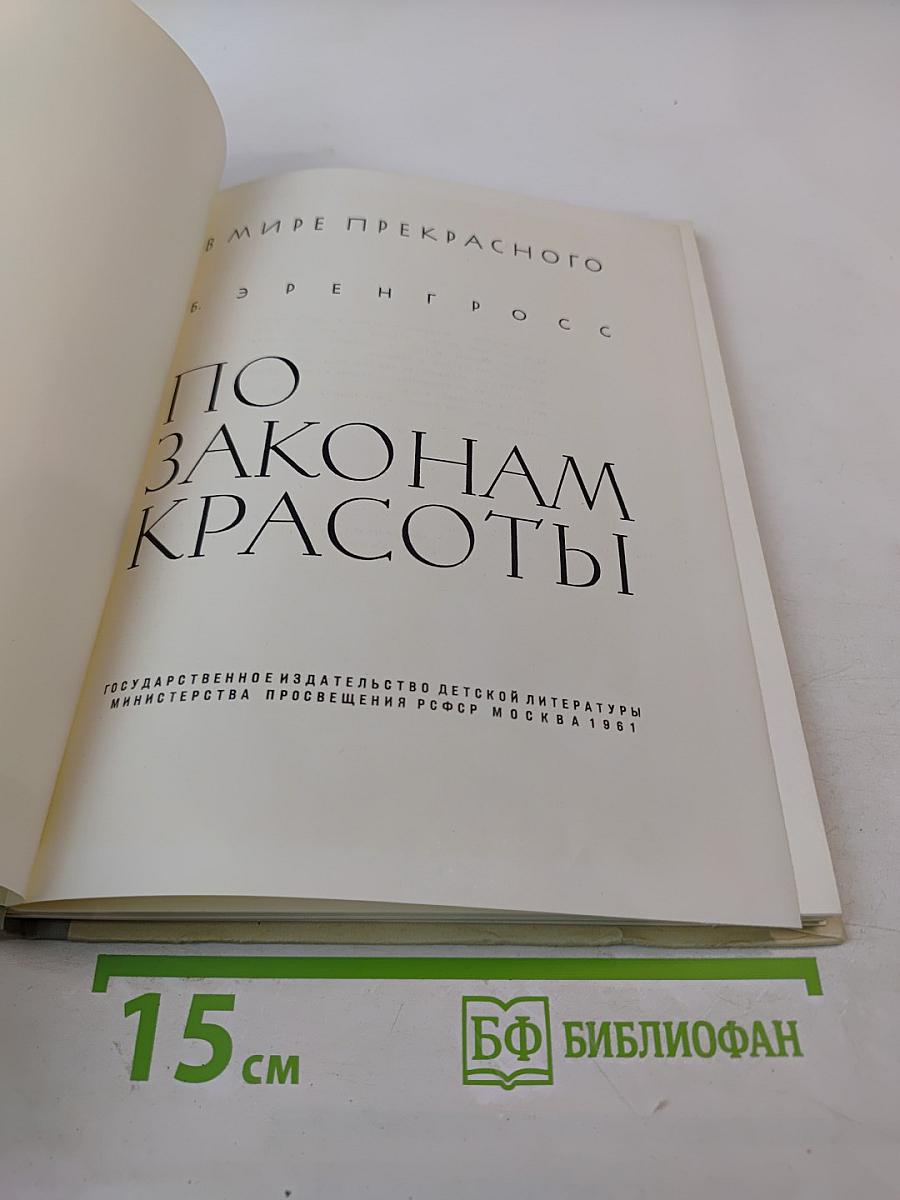 В МИРЕ ПРЕКРАСНОГО
Б. ЭРЕНГРОСС
ПО
ЗАКОНАМ
КРАСОТЫ
ГОСУДАРСТВЕННОЕ ИЗДАТЕЛЬСТВО ДЕТСКОЙ ЛИТЕРАТУРЫ
МИНИСТЕРСТВА ПРОСВЕЩЕНИЯ РСФСР МОСКВА 1961
15 см
БФ БИБЛИОФАН